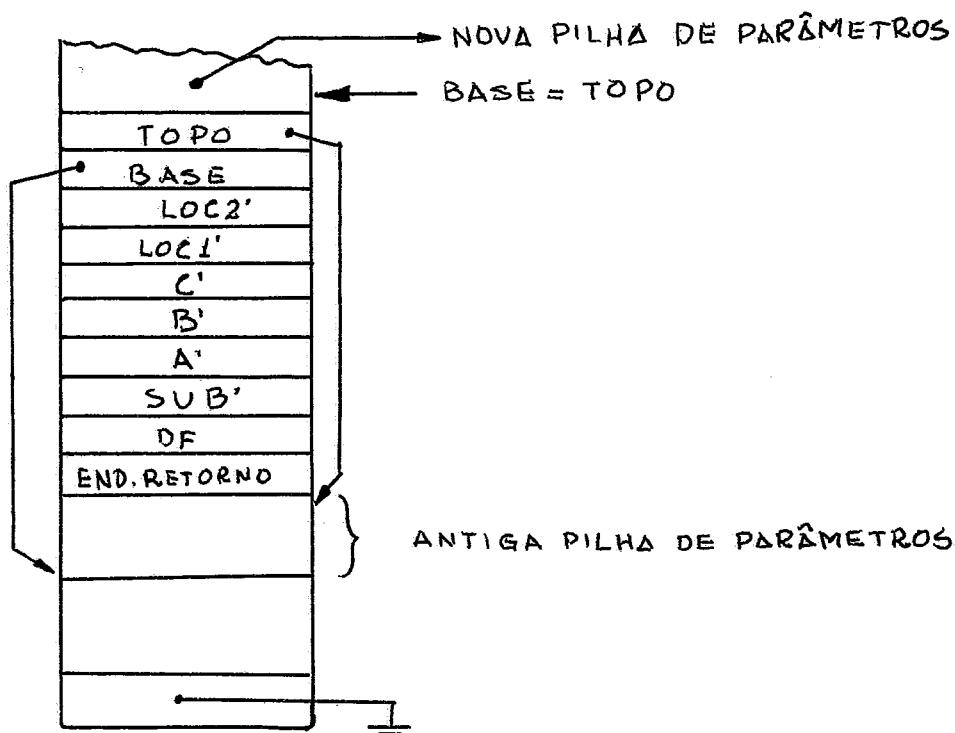 NOVA PILHA DE PARÂMETROS
BASE = TOPO
TOPO
BASE
LOC2'
LOC1'
C'
B'
A'
SUB'
DF
END. RETORNO
ANTIGA PILHA DE PARÂMETROS